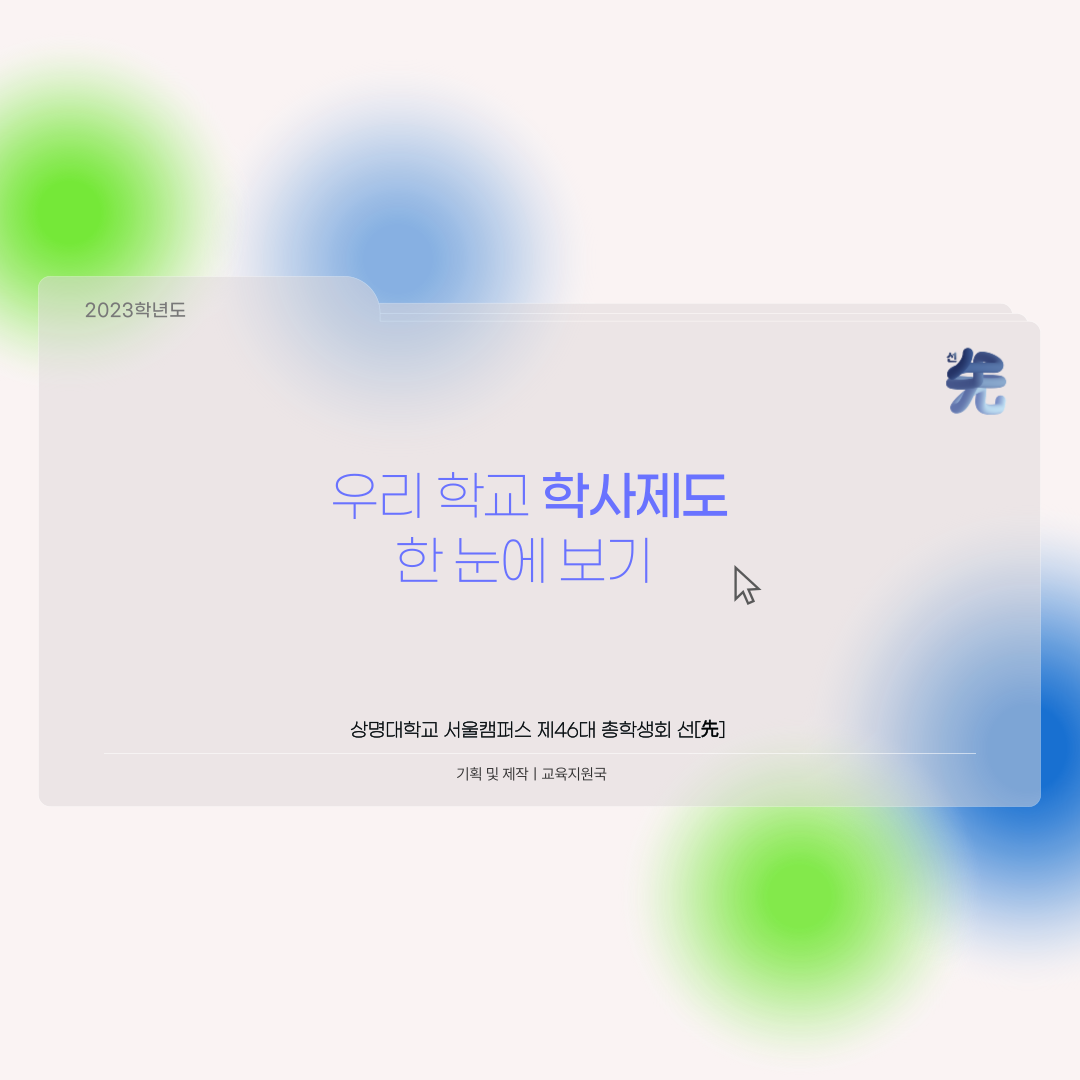 2023학년도
선
先
우리 학교 학사제도
한 눈에 보기
상명대학교 서울캠퍼스 제46대 총학생회 선[先]
기획 및 제작 | 교육지원국